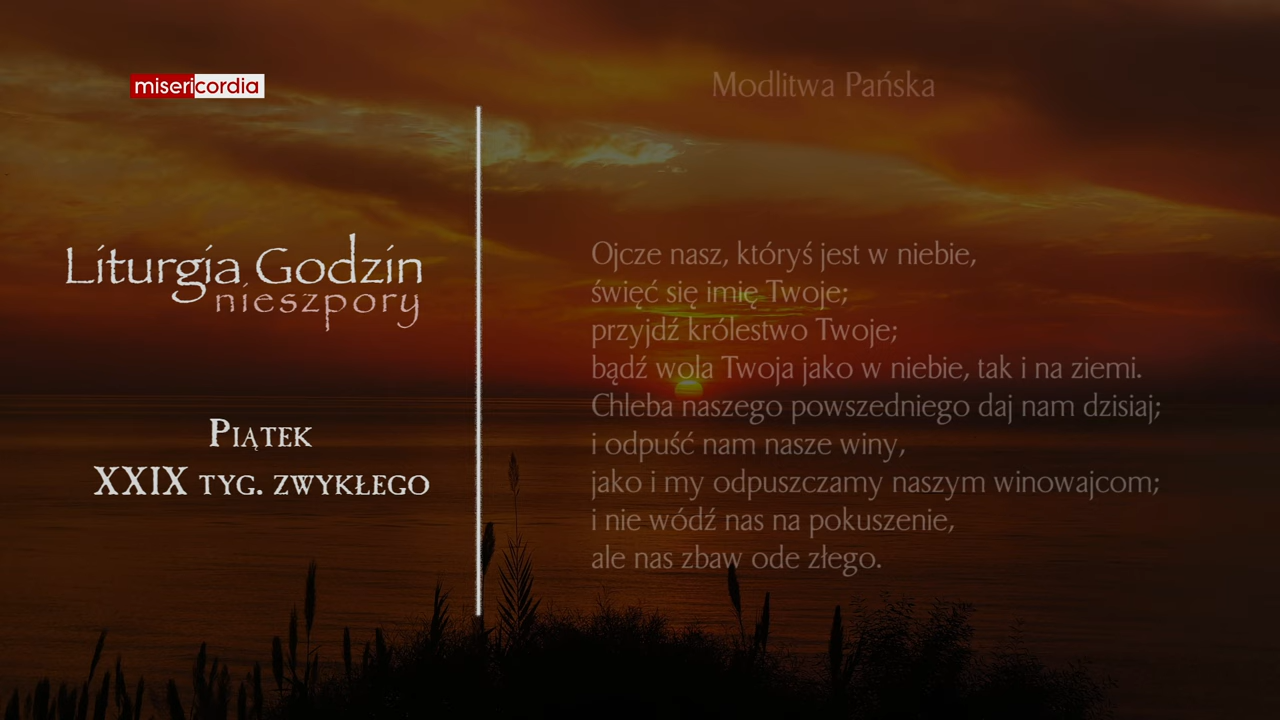 misericordia
Liturgia Godzin
nieszpory
Piątek
XXIX tyg. zwykłego
Modlitwa Pańska
Ojcze nasz, któryś jest w niebie,
święć się imię Twoje;
przyjdź królestwo Twoje;
bądź wola Twoja jako w niebie, tak i na ziemi.
Chleba naszego powszedniego daj nam dzisiaj;
i odpuść nam nasze winy,
jako i my odpuszczamy naszym winowajcom;
i nie wódź nas na pokuszenie,
ale nas zbaw ode złego.